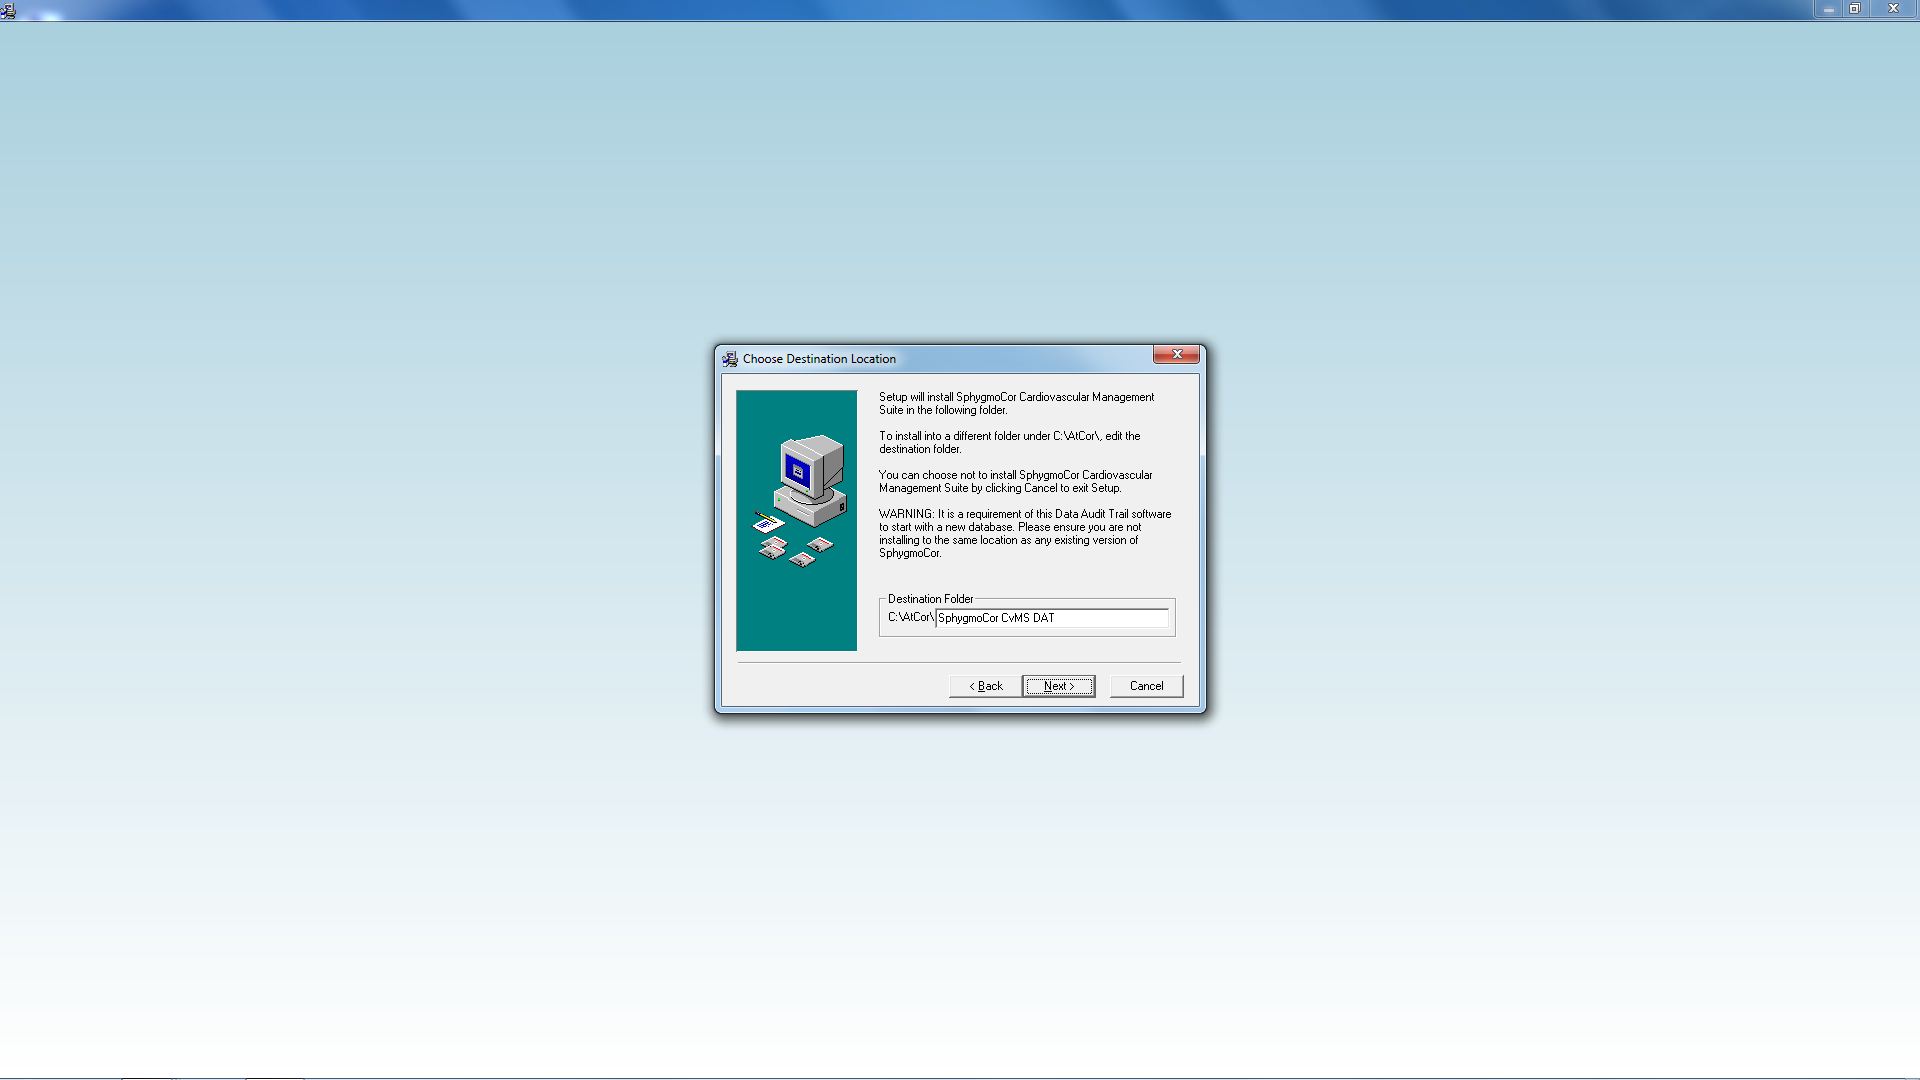 Choose Destination Location
Setup will install SphygmoCor Cardiovascular Management
Suite in the following folder.
To install into a different folder under C:\AtCor\, edit the
destination folder.
You can choose not to install SphygmoCor Cardiovascular
Management Suite by clicking Cancel to exit Setup.
WARNING: It is a requirement of this Data Audit Trail software
to start with a new database. Please ensure you are not
installing to the same location as any existing version of
SphygmoCor.
Destination Folder
C:\AtCor\ SphygmoCor CvMS DAT
< Back Next > Cancel